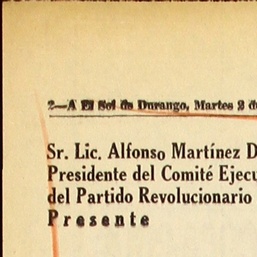 2—A El Sol de Durango, Martes 2 d
Sr. Lic. Alfonso Martínez D
Presidente del Comité Ejecu
del Partido Revolucionario
Presente